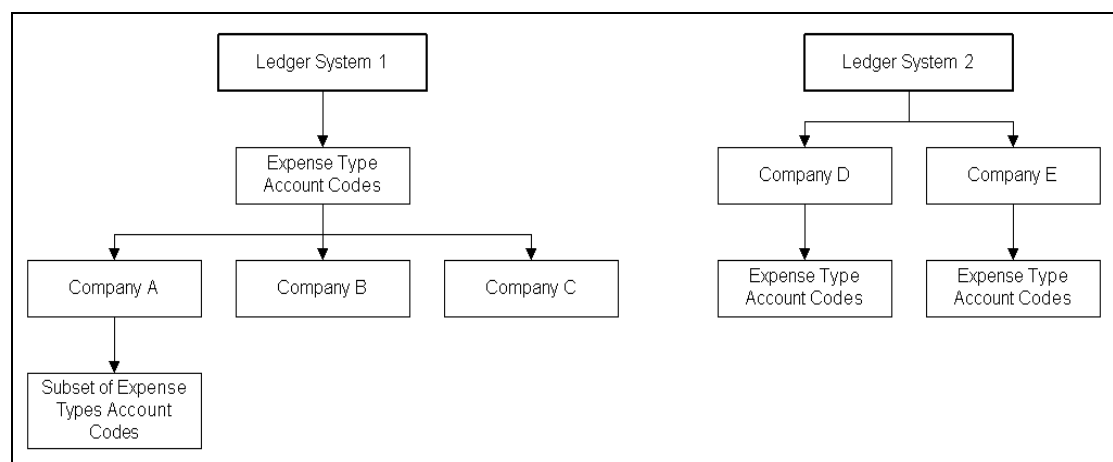 Ledger System 1
Ledger System 2
Expense Type
Account Codes
Company D
Company E
Company A
Company B
Company C
Expense Type
Account Codes
Expense Type
Account Codes
Subset of Expense
Types Account
Codes